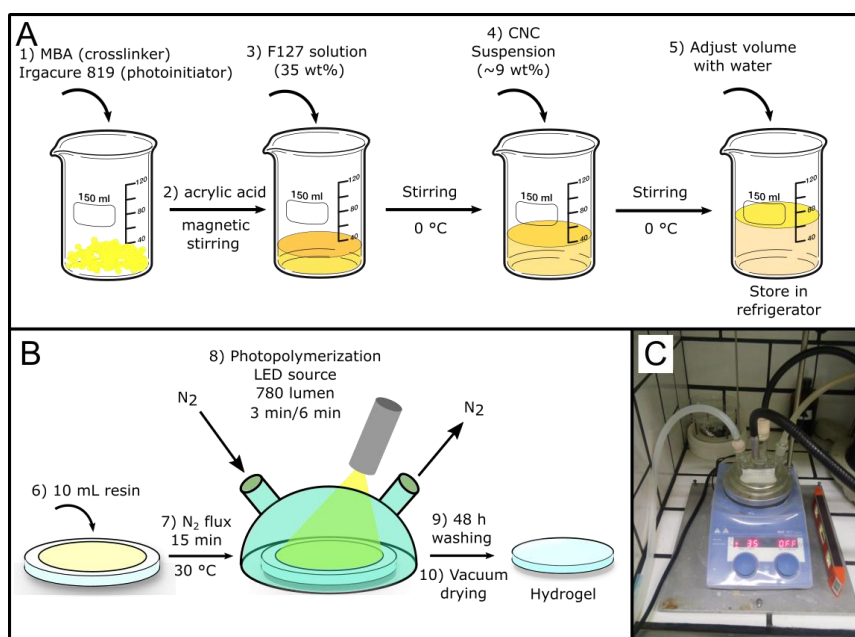 A
1) MBA (crosslinker)
Irgacure 819 (photoinitiator)
3) F127 solution
(35 wt%)
4) CNC
Suspension
(~9 wt%)
5) Adjust volume
with water
150 ml
120
80
40
2) acrylic acid
magnetic
stirring
150 ml
120
80
40
Stirring
0 °C
150 ml
120
80
40
Stirring
0 °C
150 ml
120
80
40
Store in
refrigerator
B
8) Photopolymerization
LED source
780 lumen
3 min/6 min
N2
N2
6) 10 mL resin
7) N₂ flux
15 min
30 °C
9) 48 h
washing
10) Vacuum
drying
Hydrogel
C
35 OFF